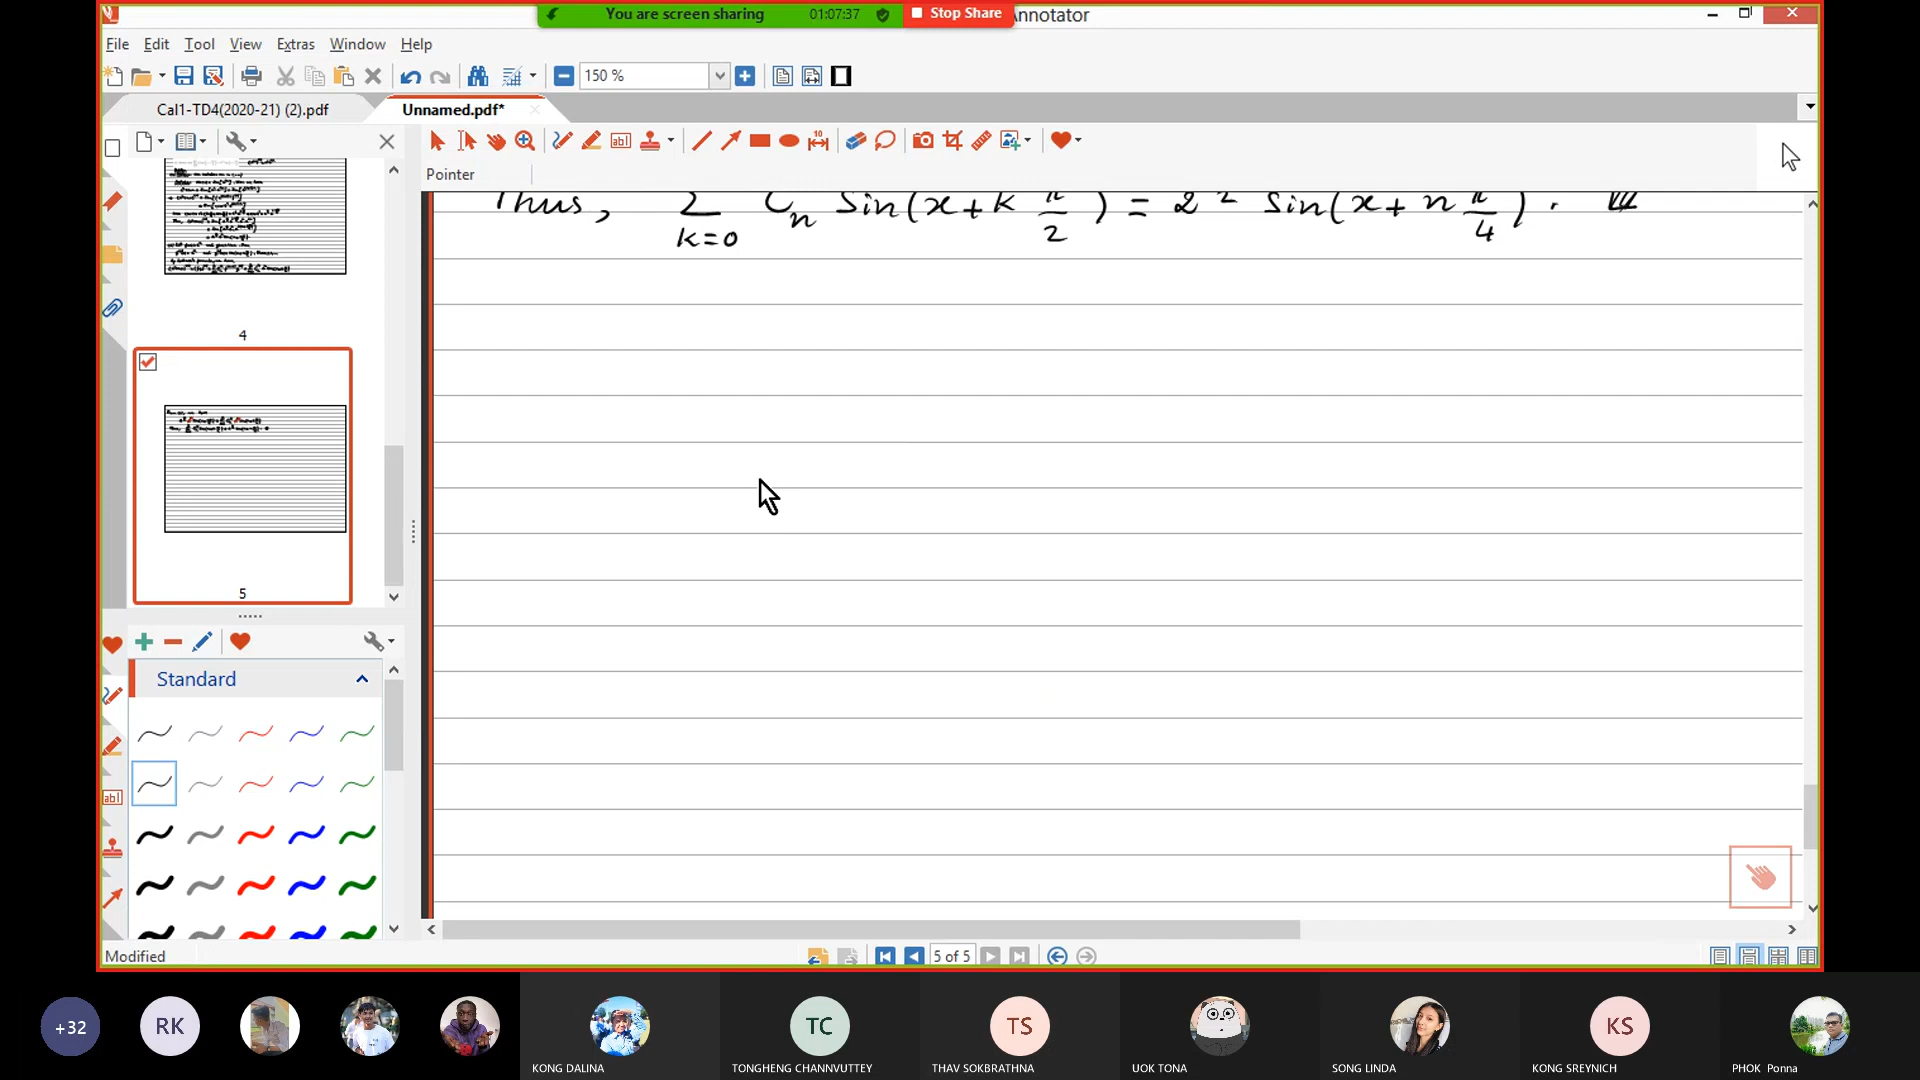 You are screen sharing 01:07:37 Stop Share Annotator
File Edit Tool View Extras Window Help
150 %
Cal1-TD4(2020-21) (2).pdf Unnamed.pdf*
Pointer
Thus, Σ C_n Sin(x+k π/2) = 2^2 Sin(x+n π/4).
k=0
4
5
Standard
Modified
5 of 5
+32 RK TC TS KS
KONG DALINA TONGHENG CHANNVUTTEY THAV SOKBRATHNA UOK TONA SONG LINDA KONG SREYNICH PHOK Ponna